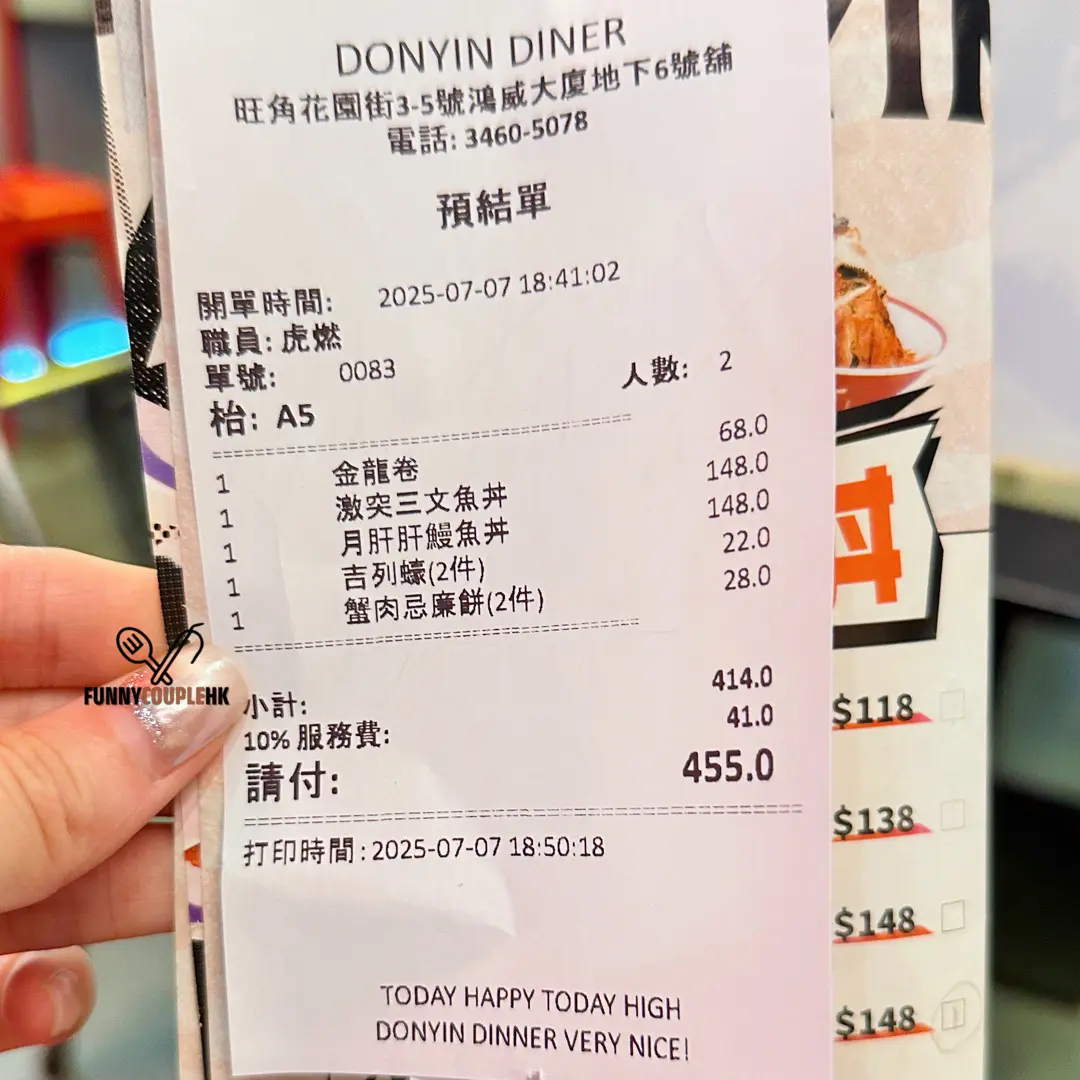 DONYIN DINER
旺角花園街3-5號鴻威大廈地下6號舖
電話: 3460-5078
預結單
開單時間: 2025-07-07 18:41:02
職員: 虎燃
單號: 0083 人數: 2
枱: A5
1 金龍卷 68.0
1 激突三文魚丼 148.0
1 月肝肝鰻魚丼 148.0
1 吉列蠔(2件) 22.0
1 蟹肉忌廉餅(2件) 28.0
小計: 414.0
10% 服務費: 41.0
請付: 455.0
打印時間:2025-07-07 18:50:18
TODAY HAPPY TODAY HIGH
DONYIN DINNER VERY NICE!
FUNNYCOUPLEHK
丼
$118
$138
$148
$148